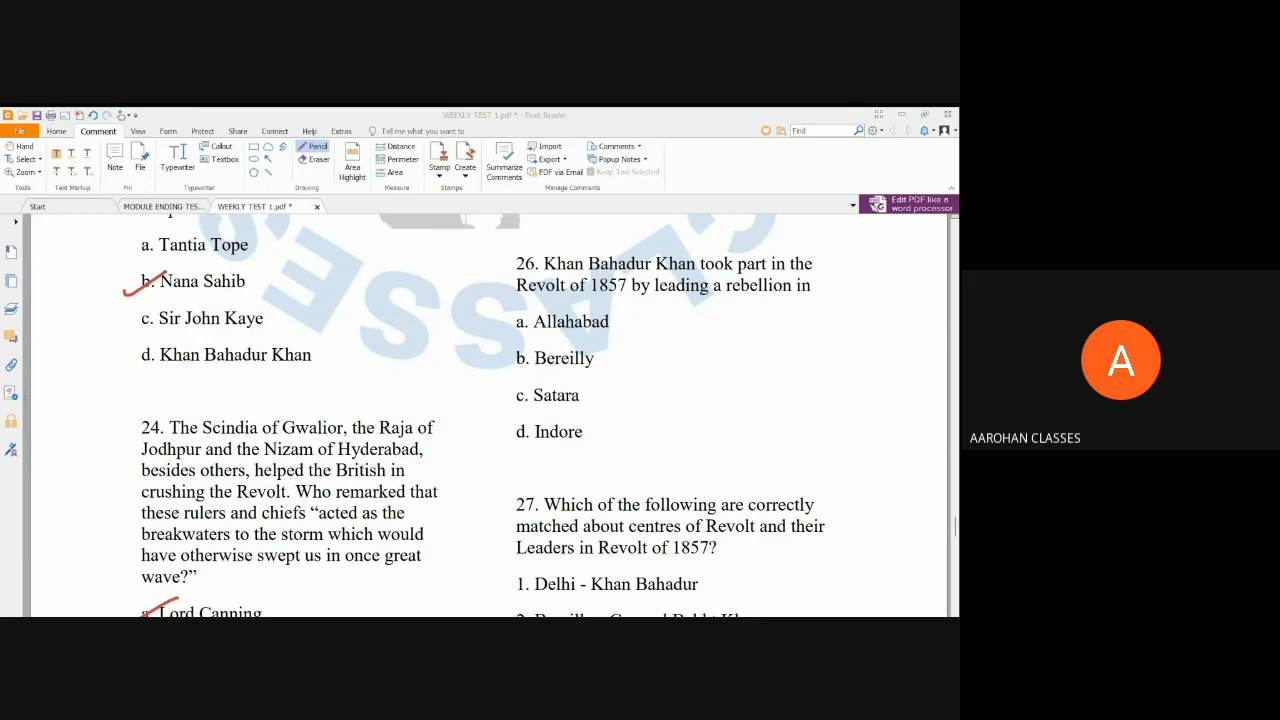 WEEKLY TEST 1.pdf * - Foxit Reader
File Home Comment View Form Protect Share Connect Help Extras Tell me what you want to
Find
Hand
Select
Zoom
Tools
Text Markup
Note
File
Pin
Typewriter
Callout
Textbox
Typewriter
Pencil
Eraser
Drawing
Area
Highlight
Distance
Perimeter
Area
Measure
Stamp
Create
Stamps
Summarize
Comments
Import
Export
FDF via Email
Comments
Popup Notes
Keep Tool Selected
Manage Comments
Start
MODULE ENDING TES...
WEEKLY TEST 1.pdf *
Edit PDF like a
word processor
CLASSES
a. Tantia Tope
b. Nana Sahib
c. Sir John Kaye
d. Khan Bahadur Khan
24. The Scindia of Gwalior, the Raja of
Jodhpur and the Nizam of Hyderabad,
besides others, helped the British in
crushing the Revolt. Who remarked that
these rulers and chiefs “acted as the
breakwaters to the storm which would
have otherwise swept us in once great
wave?”
a. Lord Canning
26. Khan Bahadur Khan took part in the
Revolt of 1857 by leading a rebellion in
a. Allahabad
b. Bereilly
c. Satara
d. Indore
27. Which of the following are correctly
matched about centres of Revolt and their
Leaders in Revolt of 1857?
1. Delhi - Khan Bahadur
A
AAROHAN CLASSES